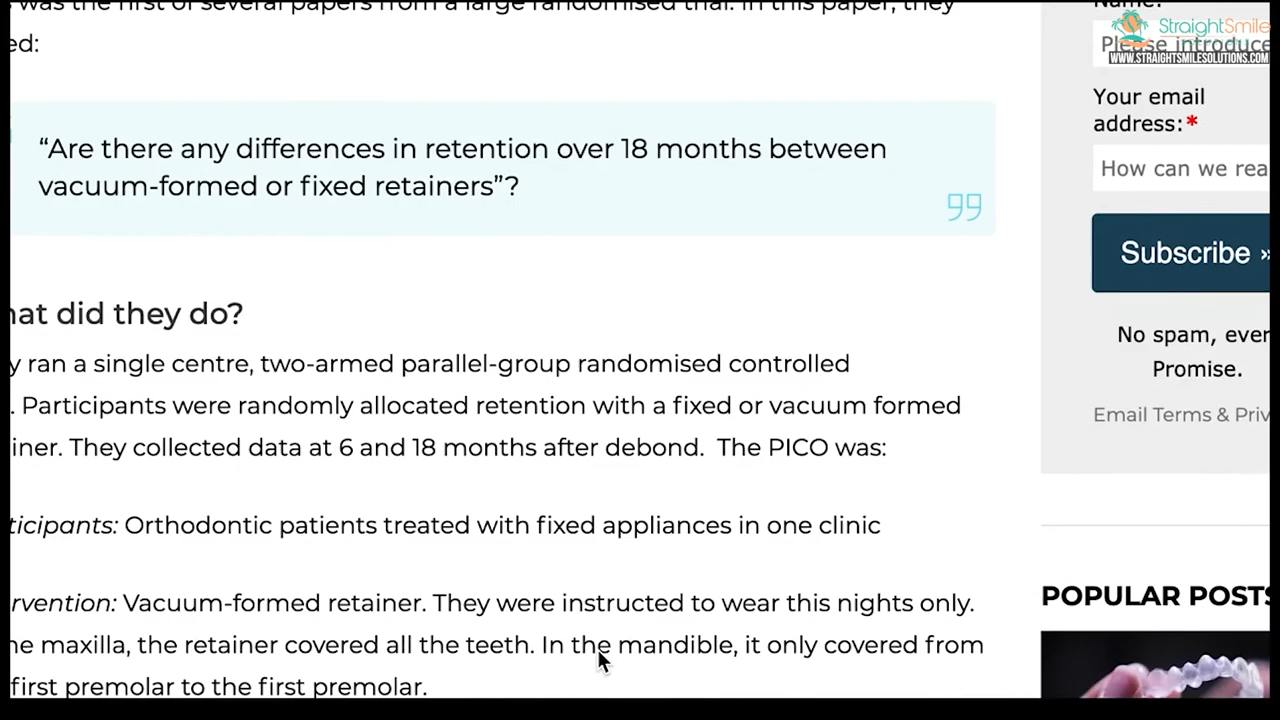 was the first of several papers from a large randomised trial. In this paper, they
ed:
“Are there any differences in retention over 18 months between
vacuum-formed or fixed retainers”?
hat did they do?
y ran a single centre, two-armed parallel-group randomised controlled
. Participants were randomly allocated retention with a fixed or vacuum formed
iner. They collected data at 6 and 18 months after debond. The PICO was:
ticipants: Orthodontic patients treated with fixed appliances in one clinic
rvention: Vacuum-formed retainer. They were instructed to wear this nights only.
he maxilla, the retainer covered all the teeth. In the mandible, it only covered from
first premolar to the first premolar.
Name:
StraightSmile
Please introduce
WWW.STRAIGHTSMILESOLUTIONS.COM
Your email
address:*
How can we rea
Subscribe »
No spam, ever
Promise.
Email Terms & Priv
POPULAR POSTS